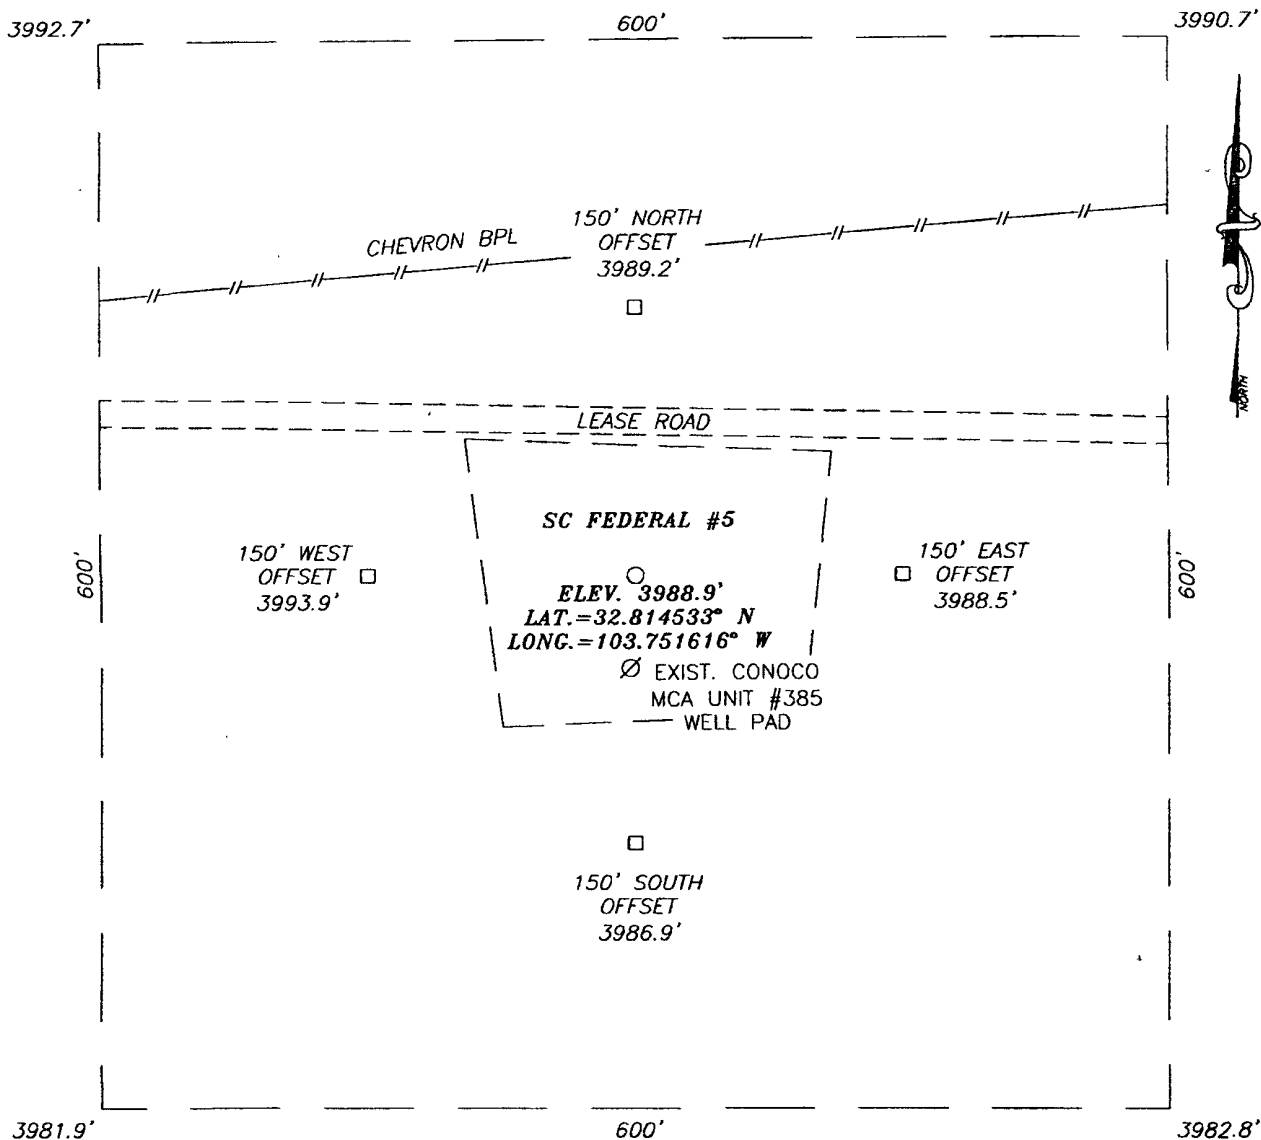 3992.7'
600'
3990.7'
CHEVRON BPL
150' NORTH
OFFSET
3989.2'
NORTH
LEASE ROAD
SC FEDERAL #5
600'
150' WEST
OFFSET
3993.9'
ELEV. 3988.9'
LAT.=32.814533° N
LONG.=103.751616° W
150' EAST
OFFSET
3988.5'
600'
EXIST. CONOCO
MCA UNIT #385
WELL PAD
150' SOUTH
OFFSET
3986.9'
3981.9'
600'
3982.8'